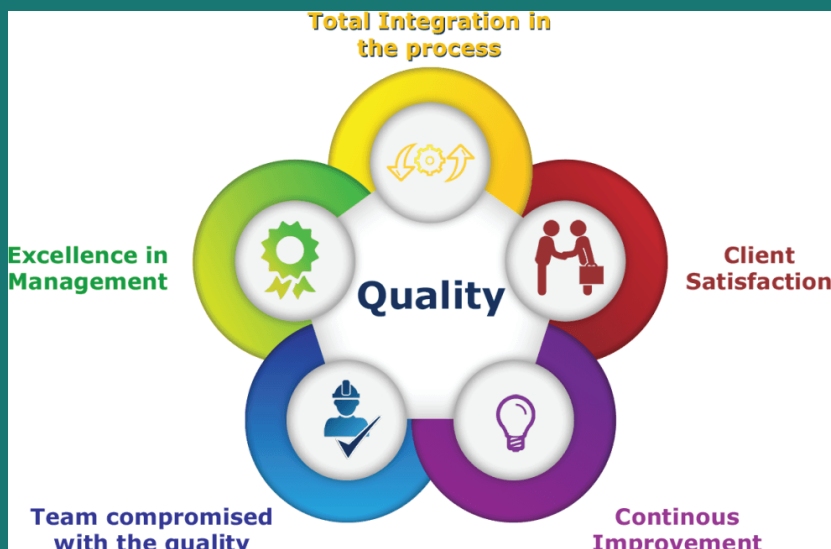 Total Integration in
the process
Excellence in
Management
Quality
Client
Satisfaction
Team compromised
with the quality
Continous
Improvement